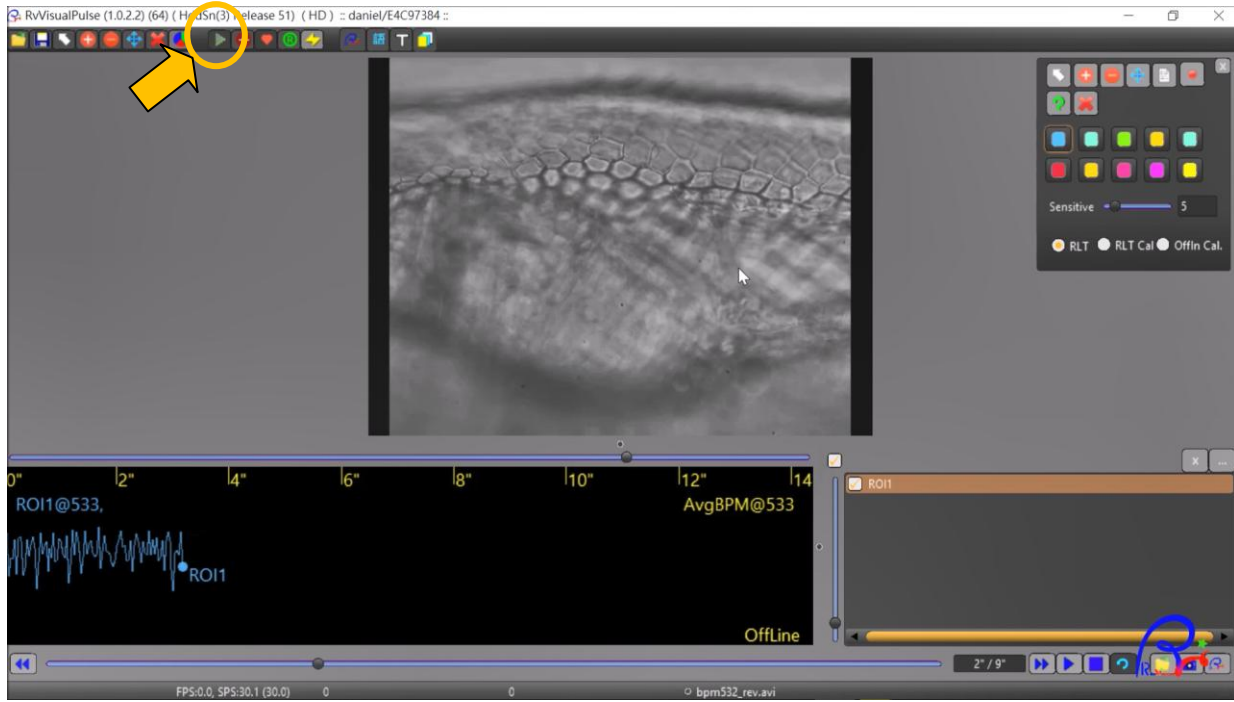 RvVisualPulse (1.0.2.2) (64) ( HddSn(3) Release 51) ( HD ) :: daniel/E4C97384 ::
Sensitive 5
RLT RLT Cal Offln Cal.
0" 2" 4" 6" 8" 10" 12" 14
ROI1@533, AvgBPM@533
ROI1
OffLine
ROI1
2" / 9"
FPS:0.0, SPS:30.1 (30.0) 0 0 bpm532_rev.avi